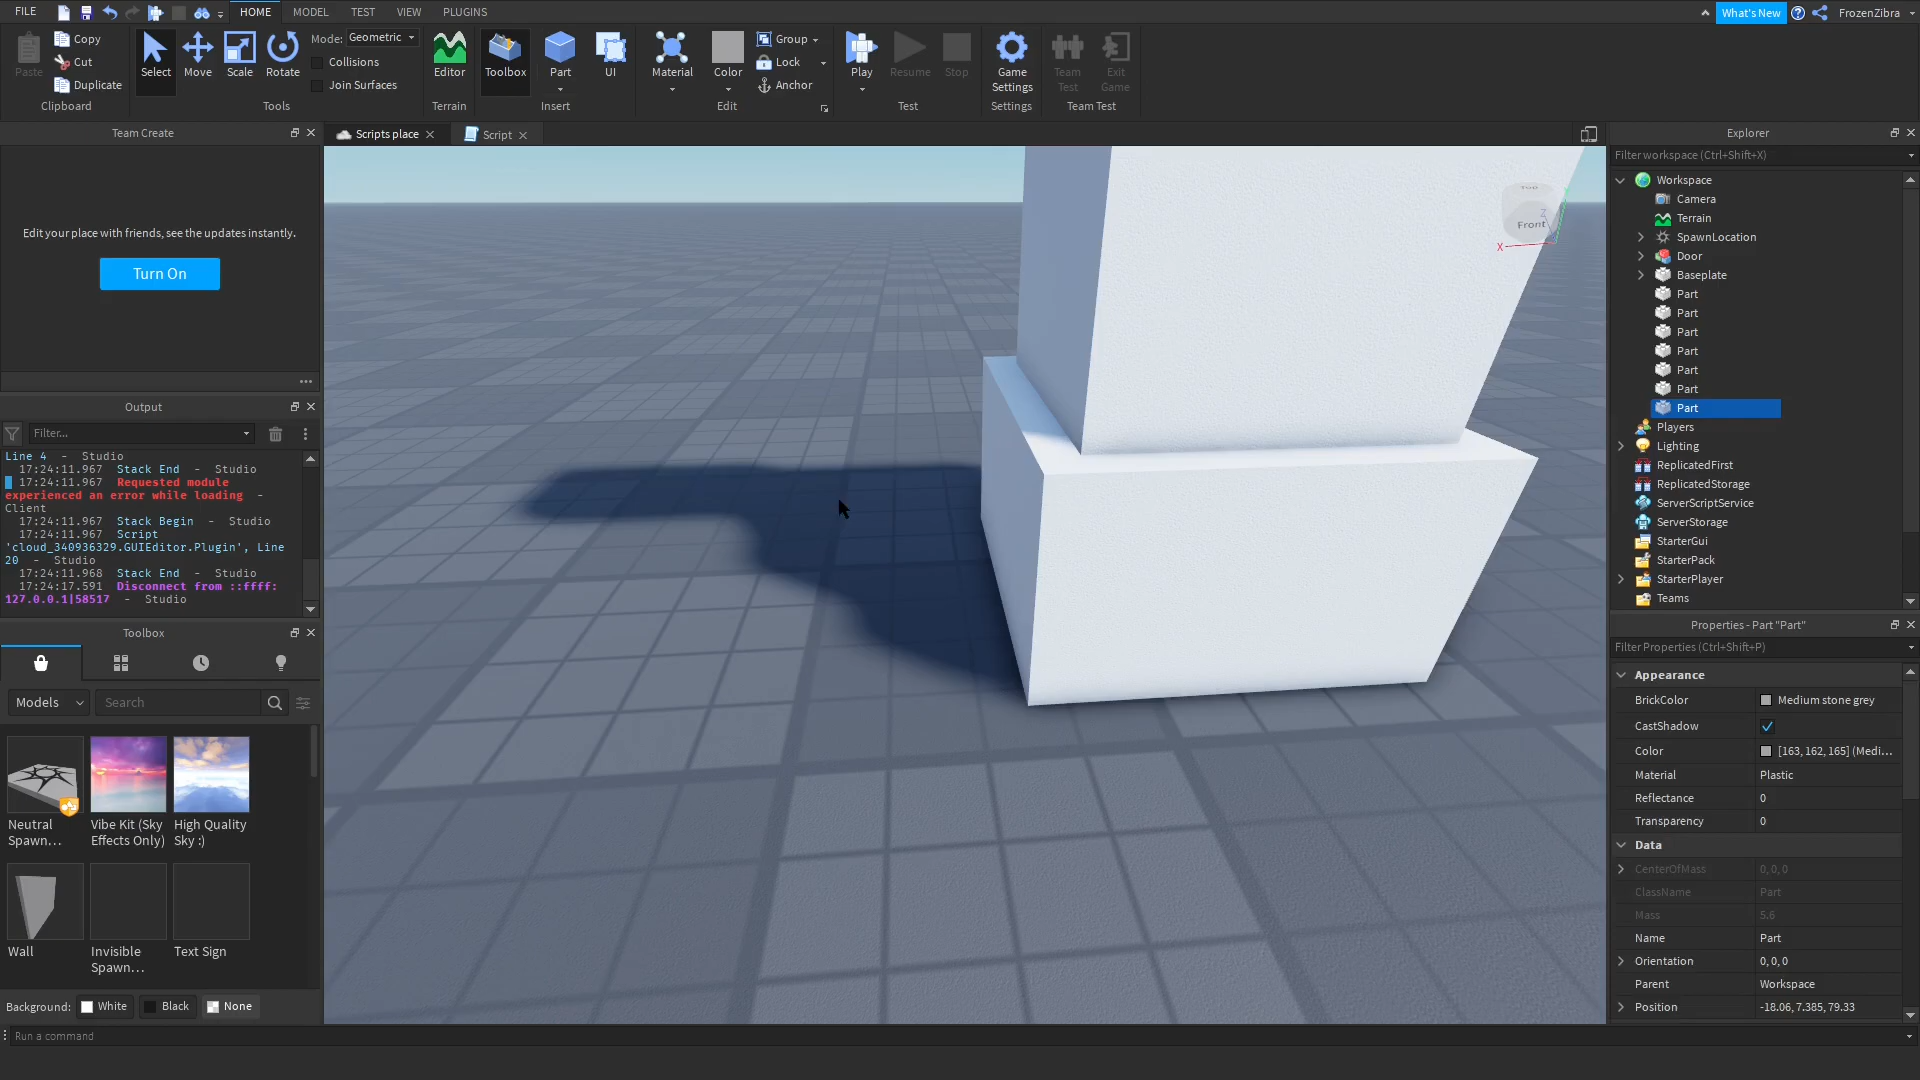 FILE HOME MODEL TEST VIEW PLUGINS What's New FrozenZibra
Paste Copy Cut Duplicate Clipboard
Select Move Scale Rotate Mode: Geometric Collisions Join Surfaces Tools
Editor Terrain
Toolbox Part UI Insert
Material Color Group Lock Anchor Edit
Play Resume Stop Test
Game Settings Settings
Team Test Exit Game Team Test
Team Create
Edit your place with friends, see the updates instantly.
Turn On
Output
Filter...
Line 4 - Studio
17:24:11.967 Stack End - Studio
17:24:11.967 Requested module
experienced an error while loading -
Client
17:24:11.967 Stack Begin - Studio
17:24:11.967 Script
'cloud_340936329.GUIEditor.Plugin', Line
20 - Studio
17:24:11.968 Stack End - Studio
17:24:17.591 Disconnect from ::ffff:
127.0.0.1|58517 - Studio
Toolbox
Models Search
Neutral Spawn...
Vibe Kit (Sky Effects Only)
High Quality Sky :)
Wall
Invisible Spawn...
Text Sign
Background: White Black None
Run a command
Scripts place Script
Top
Front
X
Z
Explorer
Filter workspace (Ctrl+Shift+X)
Workspace
Camera
Terrain
SpawnLocation
Door
Baseplate
Part
Part
Part
Part
Part
Part
Part
Players
Lighting
ReplicatedFirst
ReplicatedStorage
ServerScriptService
ServerStorage
StarterGui
StarterPack
StarterPlayer
Teams
Properties - Part "Part"
Filter Properties (Ctrl+Shift+P)
Appearance
BrickColor Medium stone grey
CastShadow
Color [163, 162, 165] (Medi...
Material Plastic
Reflectance 0
Transparency 0
Data
CenterOfMass 0, 0, 0
ClassName Part
Mass 5.6
Name Part
Orientation 0, 0, 0
Parent Workspace
Position -18.06, 7.385, 79.33